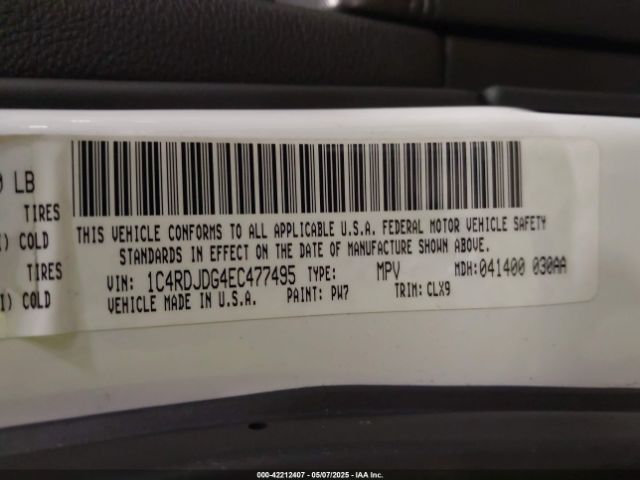 0 LB
TIRES
I) COLD
I) COLD
THIS VEHICLE CONFORMS TO ALL APPLICABLE U.S.A. FEDERAL MOTOR VEHICLE SAFETY
STANDARDS IN EFFECT ON THE DATE OF MANUFACTURE SHOWN ABOVE.
VIN: 1C4RDJDG4EC477495 TYPE: MPV MDH:041400 030AA
VEHICLE MADE IN U.S.A. PAINT: PW7 TRIM: CLX9
TIRES
000-42212407 - 05/07/2025 - IAA Inc.